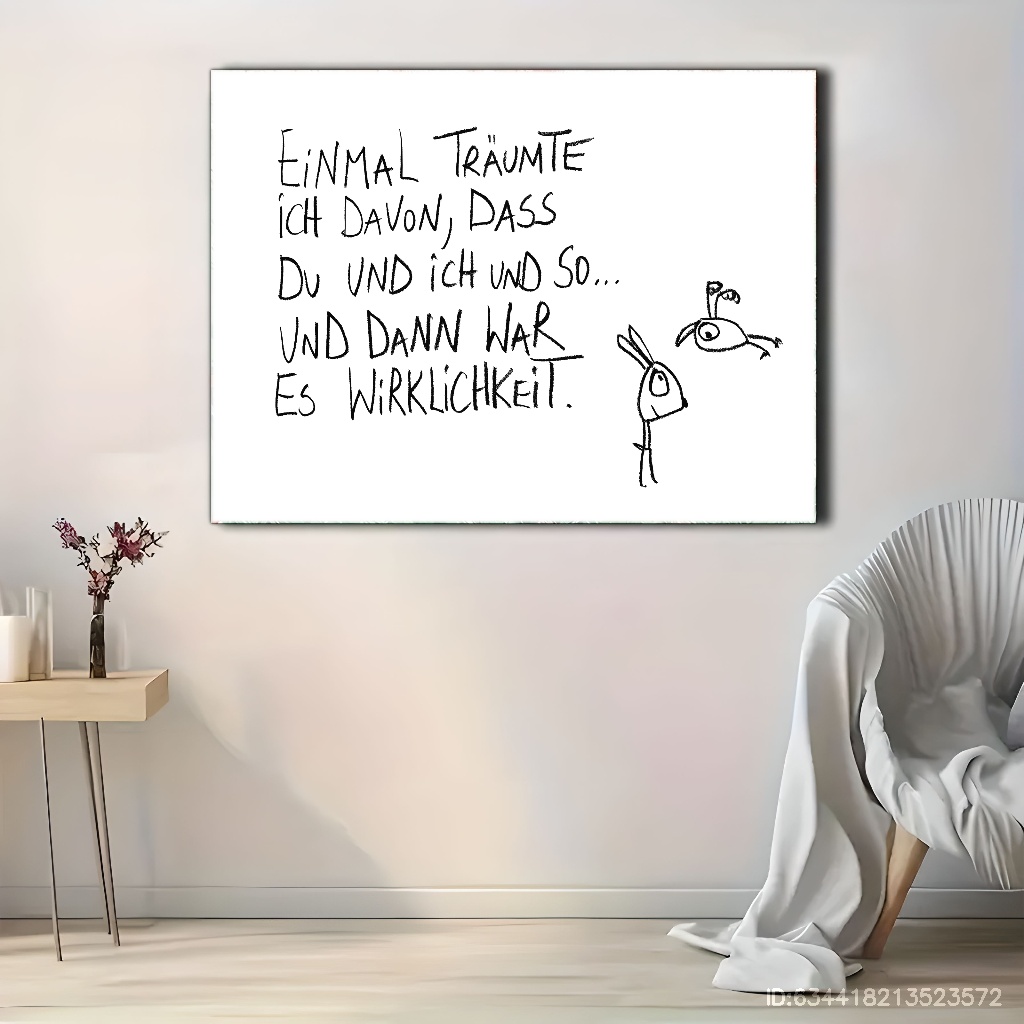 EiNMAL TRÄUMTE
iCH DAVON, DASS
DU UND iCH UND SO...
UND DANN WAR
ES WiRKLiCHKEiT.
ID:634418213523572